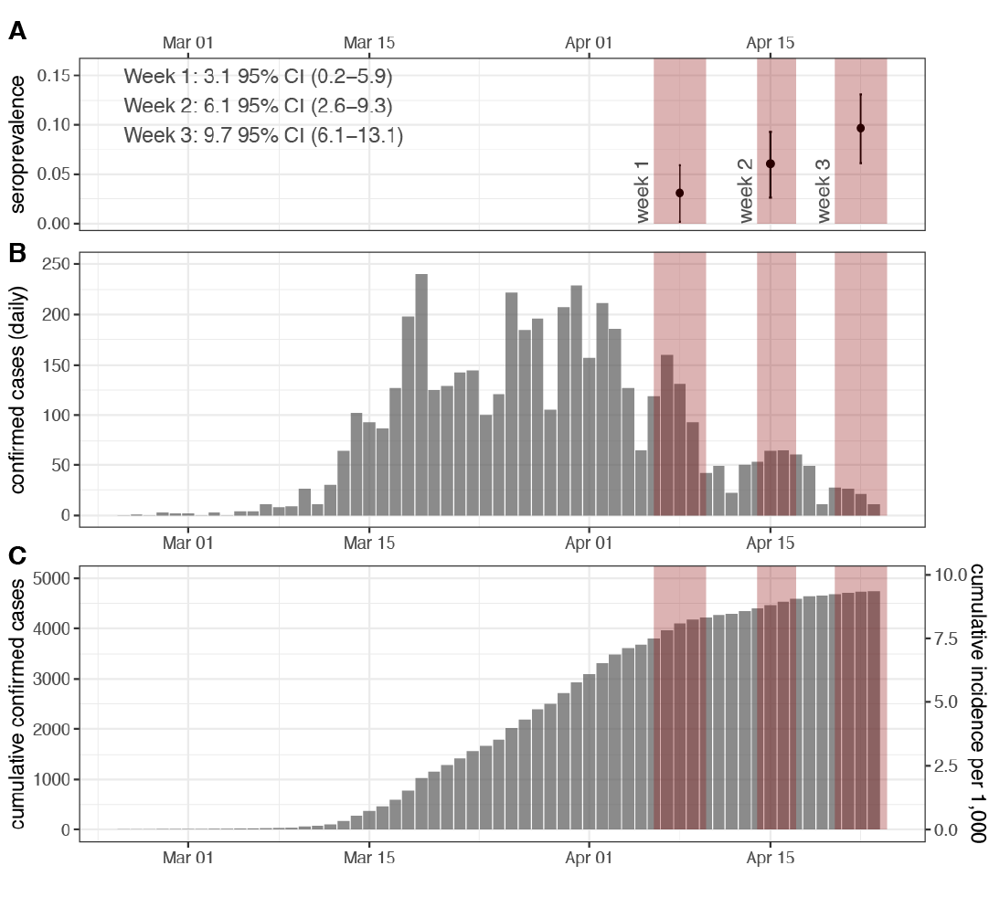 A
Mar 01 Mar 15 Apr 01 Apr 15
seroprevalence
0.15
0.10
0.05
0.00
Week 1: 3.1 95% CI (0.2–5.9)
Week 2: 6.1 95% CI (2.6–9.3)
Week 3: 9.7 95% CI (6.1–13.1)
week 1
week 2
week 3
B
confirmed cases (daily)
250
200
150
100
50
0
Mar 01 Mar 15 Apr 01 Apr 15
C
cumulative confirmed cases
5000
4000
3000
2000
1000
0
10.0
7.5
5.0
2.5
0.0
cumulative incidence per 1,000
Mar 01 Mar 15 Apr 01 Apr 15